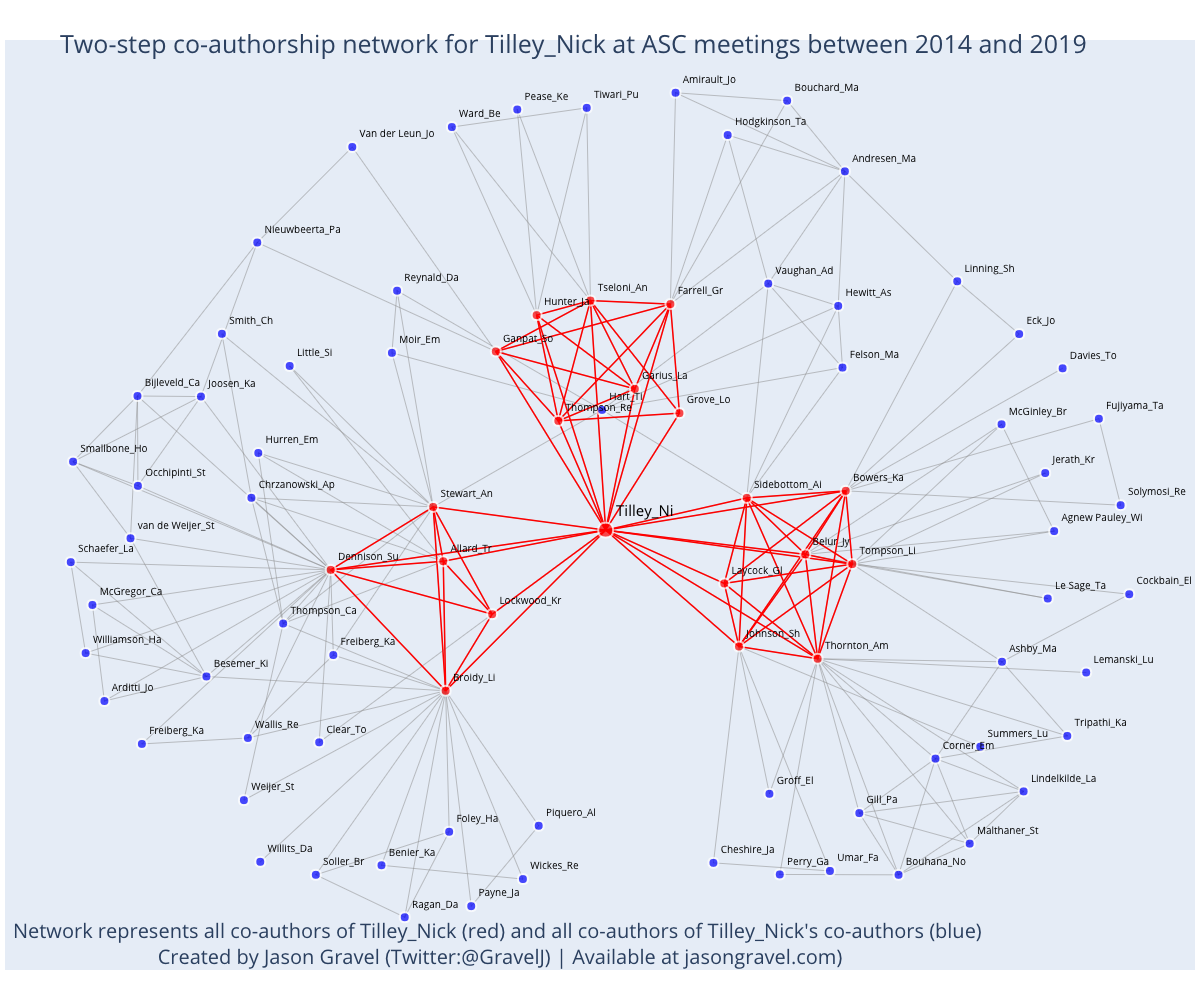 Two-step co-authorship network for Tilley_Nick at ASC meetings between 2014 and 2019
Amirault_Jo
Bouchard_Ma
Pease_Ke
Tiwari_Pu
Ward_Be
Hodgkinson_Ta
Van der Leun_Jo
Andresen_Ma
Nieuwbeerta_Pa
Linning_Sh
Vaughan_Ad
Reynald_Da
Tseloni_An
Farrell_Gr
Hewitt_As
Hunter_Ja
Smith_Ch
Eck_Jo
Moir_Em
Ganpat_So
Little_Si
Felson_Ma
Davies_To
Garius_La
Bijleveld_Ca
Joosen_Ka
Hart_Ti
Grove_Lo
Thompson_Re
McGinley_Br
Fujiyama_Ta
Hurren_Em
Smallbone_Ho
Jerath_Kr
Occhipinti_St
Chrzanowski_Ap
Sidebottom_Al
Bowers_Ka
Stewart_An
Solymosi_Re
Tilley_Ni
van de Weijer_St
Agnew Pauley_Wi
Schaefer_La
Dennison_Su
Allard_Tr
Belur_Jy
Tompson_Li
Laycock_Gl
McGregor_Ca
Le Sage_Ta
Cockbain_El
Thompson_Ca
Lockwood_Kr
Williamson_Ha
Freiberg_Ka
Johnson_Sh
Thornton_Am
Ashby_Ma
Besemer_Ki
Lemanski_Lu
Arditti_Jo
Broidy_Li
Freiberg_Ka
Wallis_Re
Clear_To
Summers_Lu
Tripathi_Ka
Corner_Em
Weijer_St
Groff_El
Lindelkilde_La
Gill_Pa
Foley_Ha
Piquero_Al
Malthaner_St
Willits_Da
Soller_Br
Benier_Ka
Wickes_Re
Cheshire_Ja
Perry_Ga
Umar_Fa
Bouhana_No
Ragan_Da
Payne_Ja
Network represents all co-authors of Tilley_Nick (red) and all co-authors of Tilley_Nick's co-authors (blue)
Created by Jason Gravel (Twitter:@GravelJ) | Available at jasongravel.com)